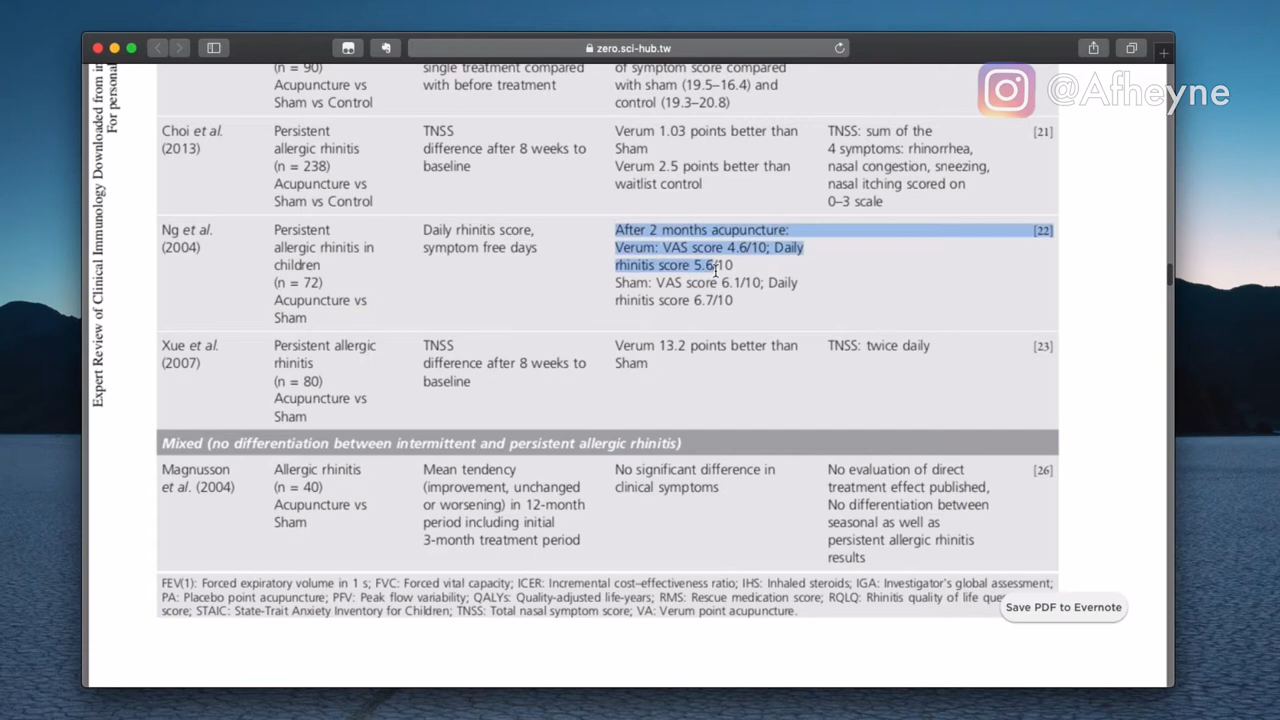 zero.sci-hub.tw
@Afheyne
Expert Review of Clinical Immunology Downloaded from in
For personal
(n = 90)
Acupuncture vs
Sham vs Control
single treatment compared
with before treatment
of symptom score compared
with sham (19.5–16.4) and
control (19.3–20.8)
Choi et al.
(2013)
Persistent
allergic rhinitis
(n = 238)
Acupuncture vs
Sham vs Control
TNSS
difference after 8 weeks to
baseline
Verum 1.03 points better than
Sham
Verum 2.5 points better than
waitlist control
TNSS: sum of the
4 symptoms: rhinorrhea,
nasal congestion, sneezing,
nasal itching scored on
0–3 scale
[21]
Ng et al.
(2004)
Persistent
allergic rhinitis in
children
(n = 72)
Acupuncture vs
Sham
Daily rhinitis score,
symptom free days
After 2 months acupuncture:
Verum: VAS score 4.6/10; Daily
rhinitis score 5.6/10
Sham: VAS score 6.1/10; Daily
rhinitis score 6.7/10
[22]
Xue et al.
(2007)
Persistent allergic
rhinitis
(n = 80)
Acupuncture vs
Sham
TNSS
difference after 8 weeks to
baseline
Verum 13.2 points better than
Sham
TNSS: twice daily
[23]
Mixed (no differentiation between intermittent and persistent allergic rhinitis)
Magnusson
et al. (2004)
Allergic rhinitis
(n = 40)
Acupuncture vs
Sham
Mean tendency
(improvement, unchanged
or worsening) in 12-month
period including initial
3-month treatment period
No significant difference in
clinical symptoms
No evaluation of direct
treatment effect published,
No differentiation between
seasonal as well as
persistent allergic rhinitis
results
[26]
FEV(1): Forced expiratory volume in 1 s; FVC: Forced vital capacity; ICER: Incremental cost–effectiveness ratio; IHS: Inhaled steroids; IGA: Investigator's global assessment;
PA: Placebo point acupuncture; PFV: Peak flow variability; QALYs: Quality-adjusted life-years; RMS: Rescue medication score; RQLQ: Rhinitis quality of life que
score; STAIC: State-Trait Anxiety Inventory for Children; TNSS: Total nasal symptom score; VA: Verum point acupuncture.
Save PDF to Evernote